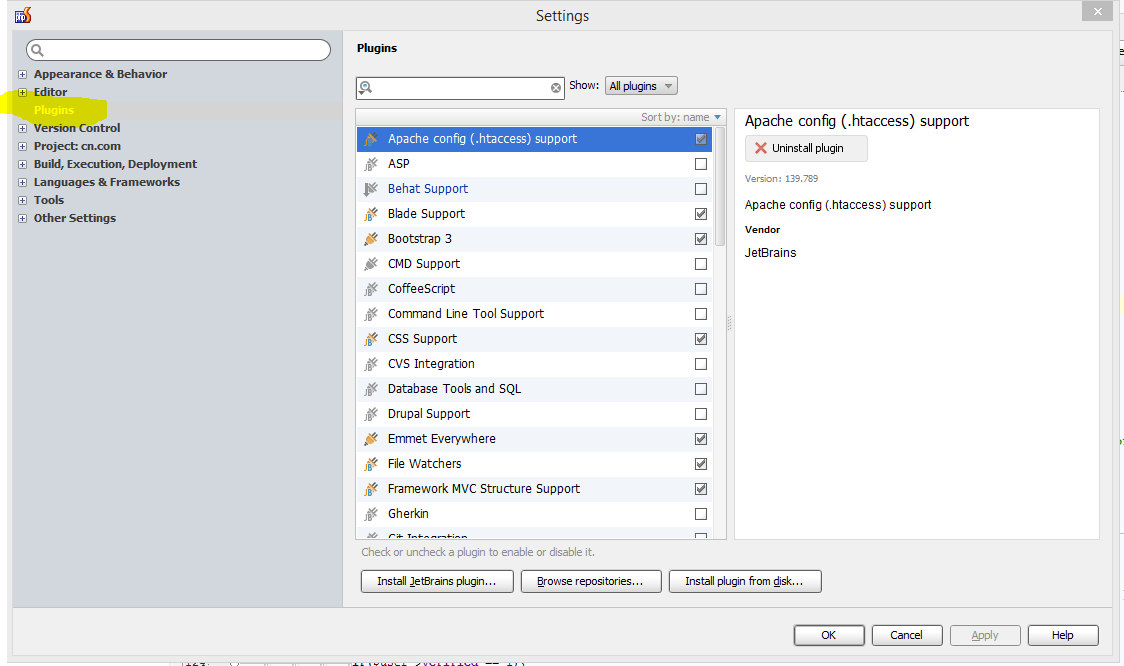 Settings
Appearance & Behavior
Editor
Plugins
Version Control
Project: cn.com
Build, Execution, Deployment
Languages & Frameworks
Tools
Other Settings
Plugins
Show: All plugins
Sort by: name
Apache config (.htaccess) support
ASP
Behat Support
Blade Support
Bootstrap 3
CMD Support
CoffeeScript
Command Line Tool Support
CSS Support
CVS Integration
Database Tools and SQL
Drupal Support
Emmet Everywhere
File Watchers
Framework MVC Structure Support
Gherkin
Git Integration
Check or uncheck a plugin to enable or disable it.
Install JetBrains plugin... Browse repositories... Install plugin from disk...
Apache config (.htaccess) support
Uninstall plugin
Version: 139.789
Apache config (.htaccess) support
Vendor
JetBrains
OK Cancel Apply Help